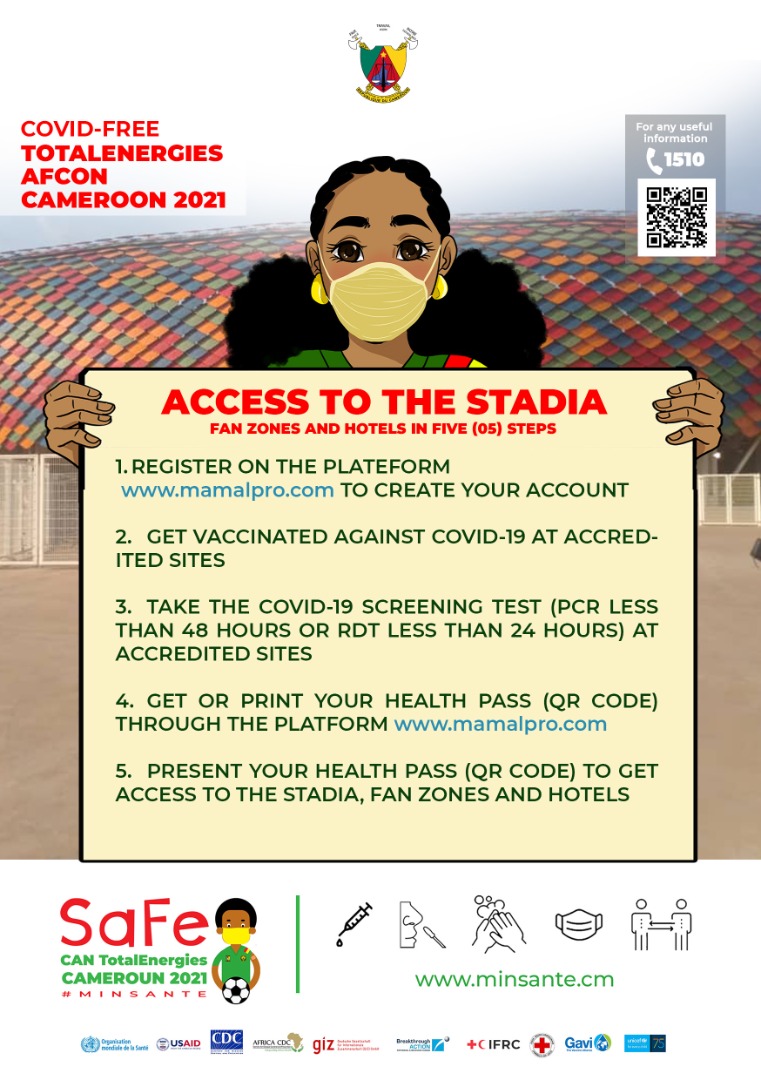 COVID-FREE
TOTALENERGIES
AFCON
CAMEROON 2021
For any useful
information
1510
ACCESS TO THE STADIA
FAN ZONES AND HOTELS IN FIVE (05) STEPS
1. REGISTER ON THE PLATEFORM
www.mamalpro.com TO CREATE YOUR ACCOUNT
2. GET VACCINATED AGAINST COVID-19 AT ACCRED-
ITED SITES
3. TAKE THE COVID-19 SCREENING TEST (PCR LESS
THAN 48 HOURS OR RDT LESS THAN 24 HOURS) AT
ACCREDITED SITES
4. GET OR PRINT YOUR HEALTH PASS (QR CODE)
THROUGH THE PLATFORM www.mamalpro.com
5. PRESENT YOUR HEALTH PASS (QR CODE) TO GET
ACCESS TO THE STADIA, FAN ZONES AND HOTELS
SaFe
CAN TotalEnergies
CAMEROUN 2021
#MINSANTE
www.minsante.cm
Organisation
mondiale de la Santé
USAID
CDC
AFRICA CDC
giz
Breakthrough
ACTION
IFRC
Gavi
unicef
75